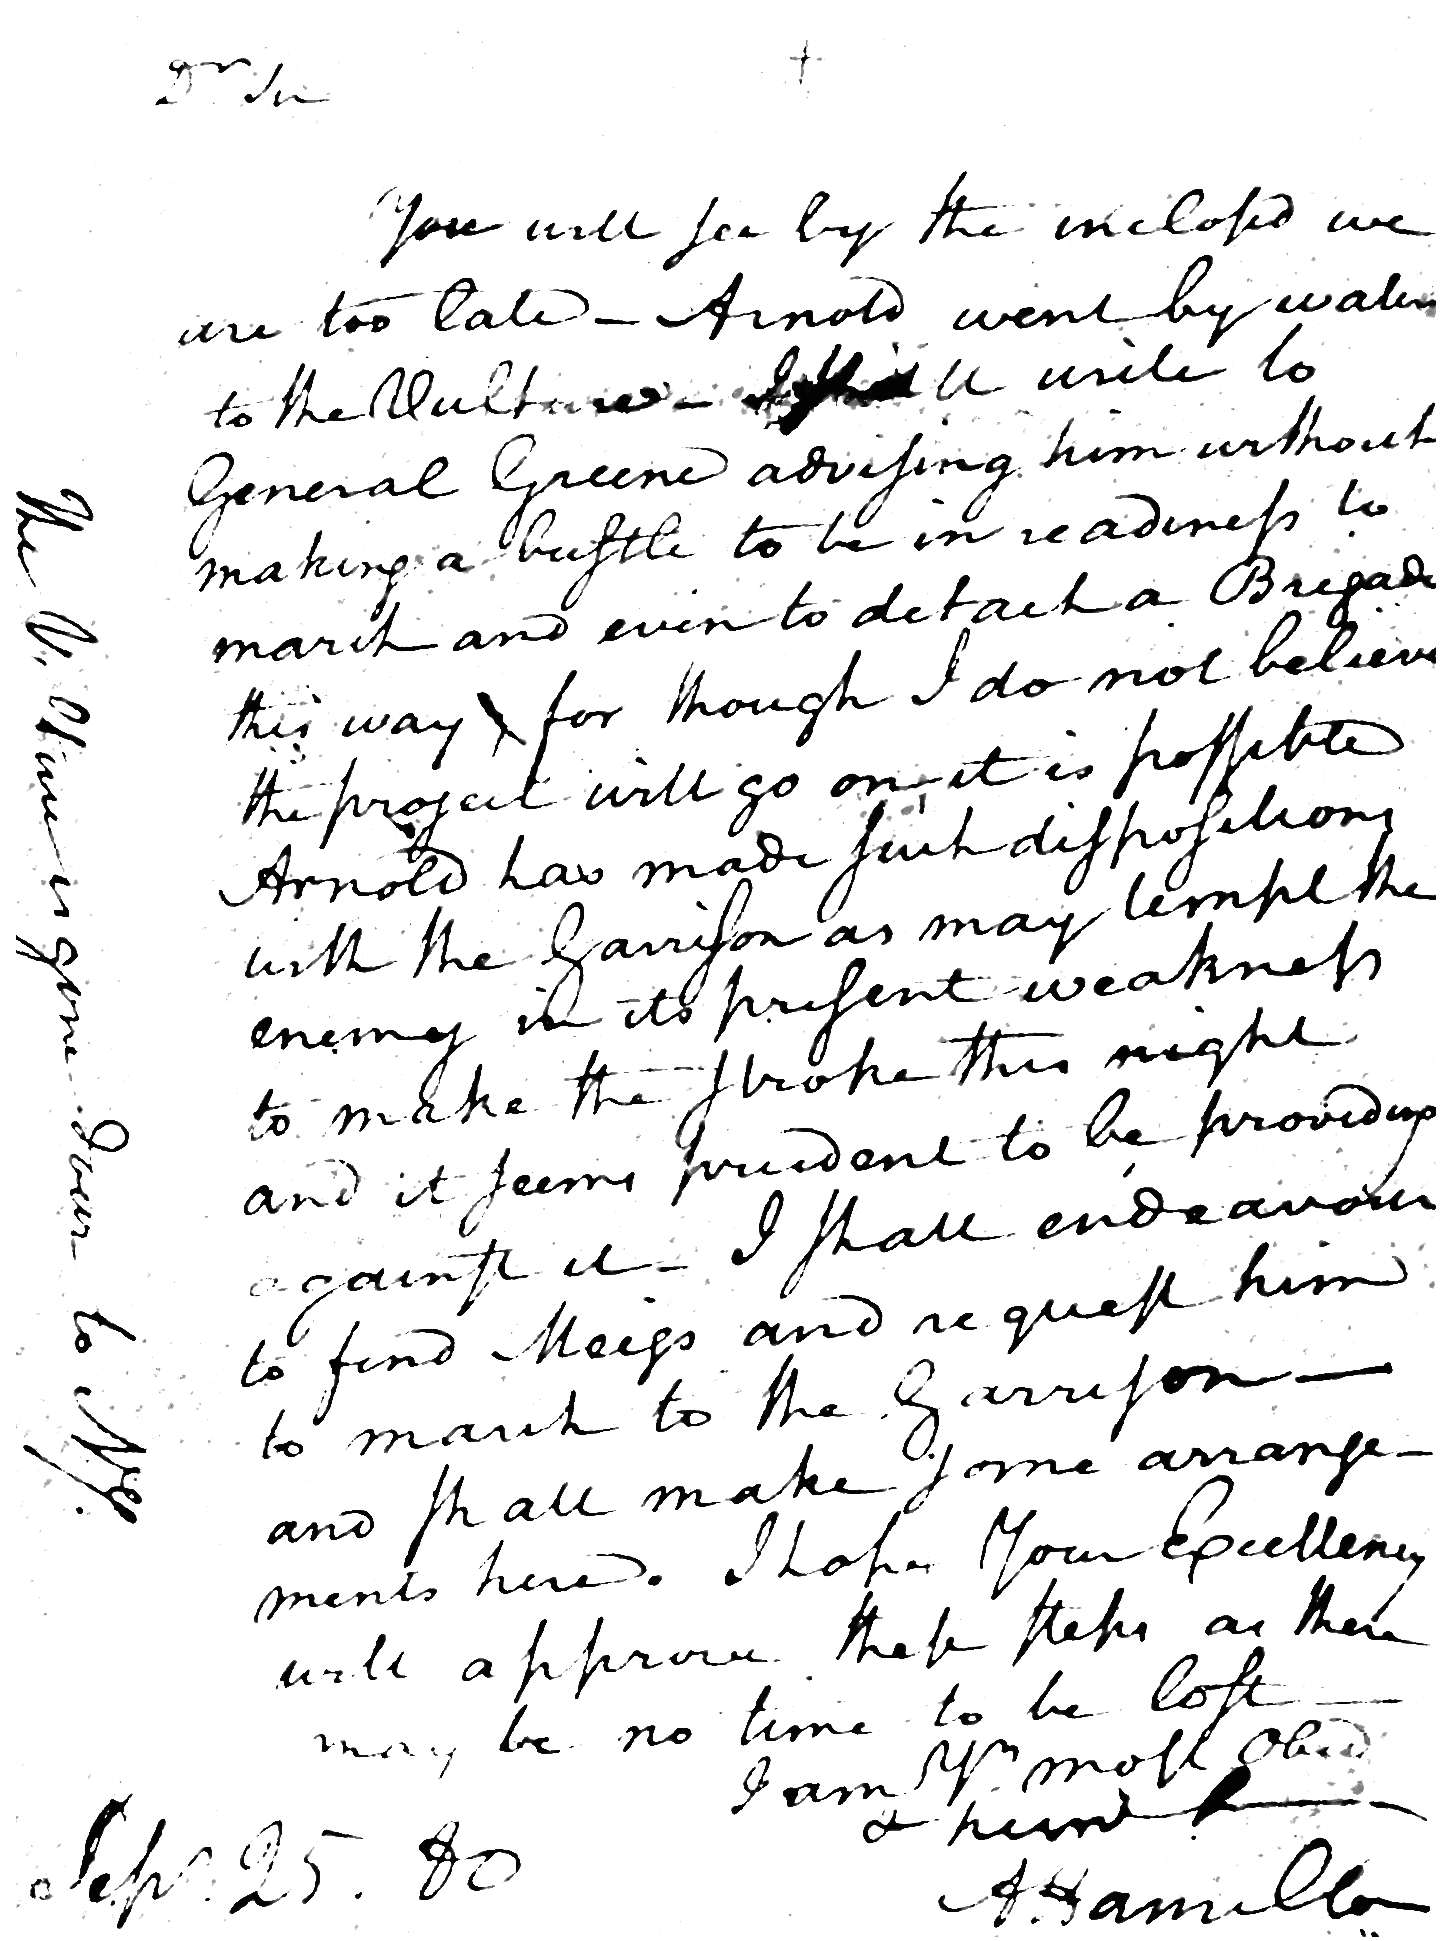 Dr Sir
You will see by the inclosed we
are too late – Arnold went by water
to the Vulture – I shall write to
General Greene advising him without
making a bustle to be in readiness to
march and even to detach a Brigade
this way for though I do not believe
the project will go on it is possible
Arnold has made such dispositions
with the Garrison as may tempt the
enemy in its present weakness
to make the stroke this night
and it seems prudent to be providing
against it – I shall endeavour
to find Meigs and request him
to march to the Garrison –
and shall make some arrange-
ments here. I hope Your Excellency
will approve these steps as there
may be no time to be lost –
I am Yr most Obed
& hum
A Hamilton
Sepr. 25. 80
The Vulture is gone down to N Y.